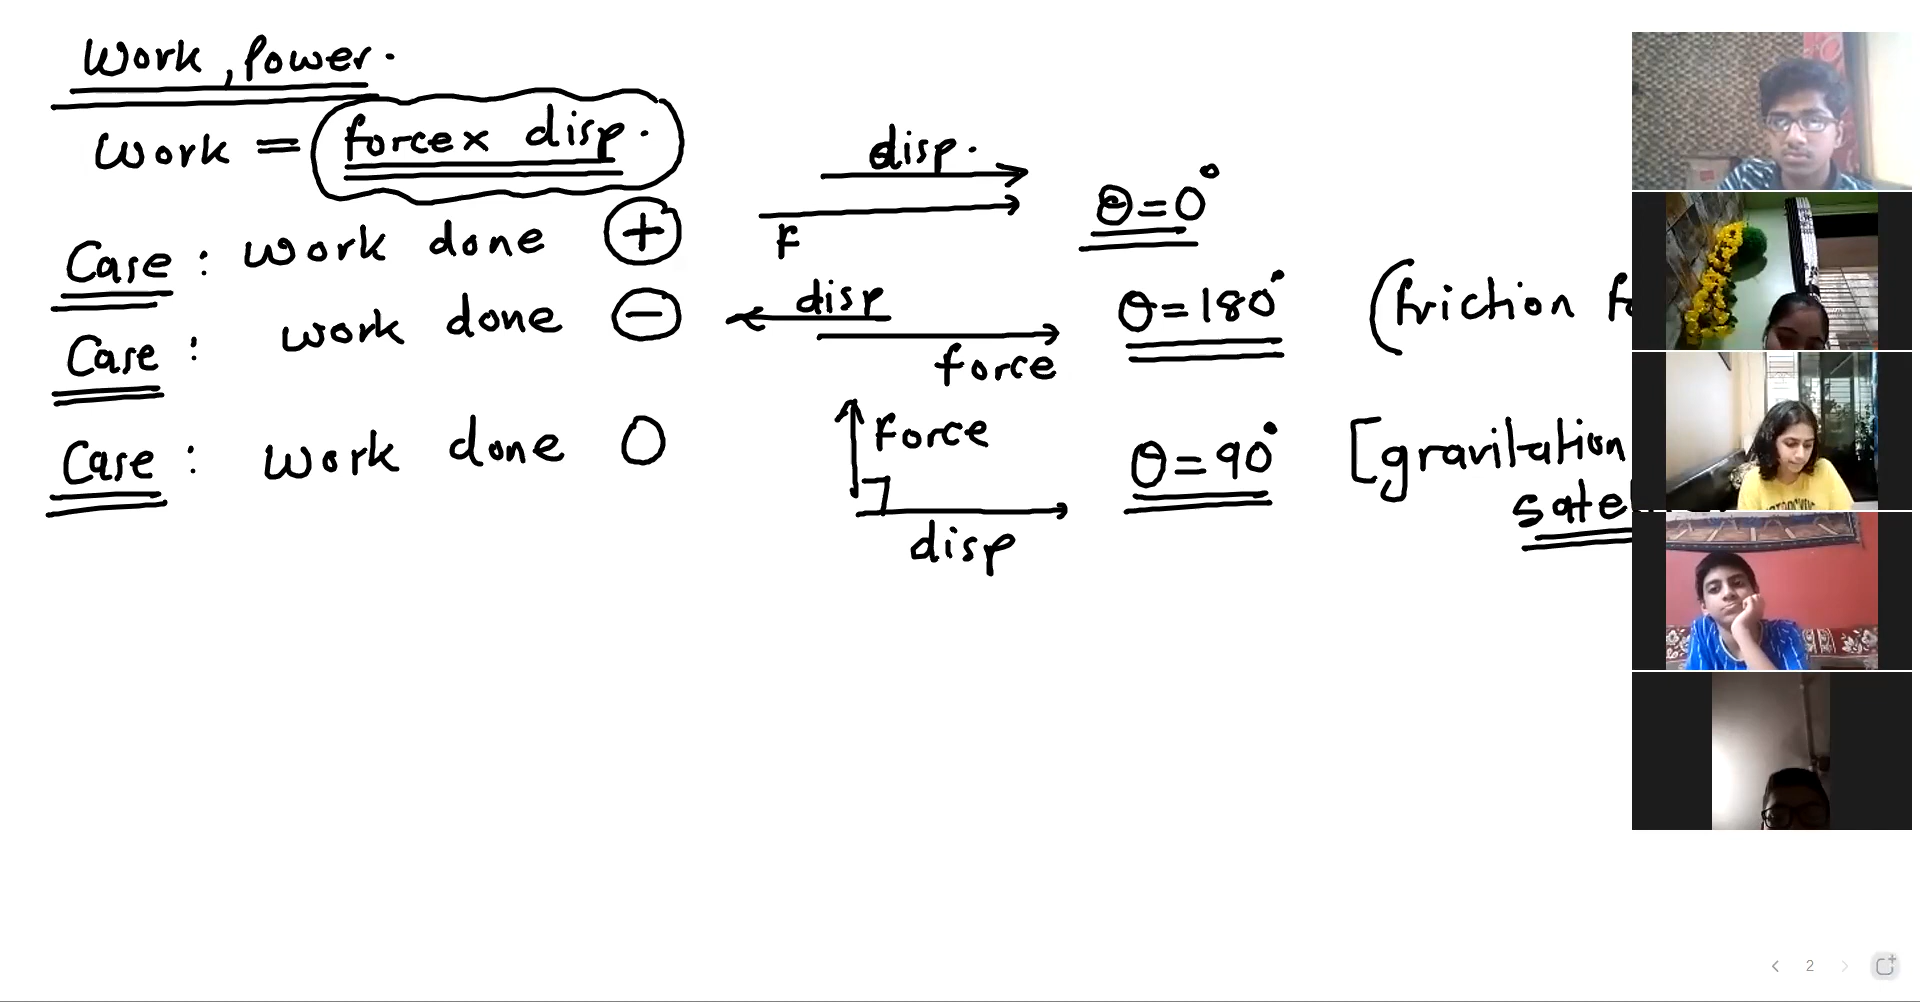 Work, Power.
Work = force x disp.
disp.
F
θ=0°
Case: work done +
Case: work done −
disp
force
θ=180°
(friction
Case: work done 0
Force
disp
θ=90°
[gravitation
2